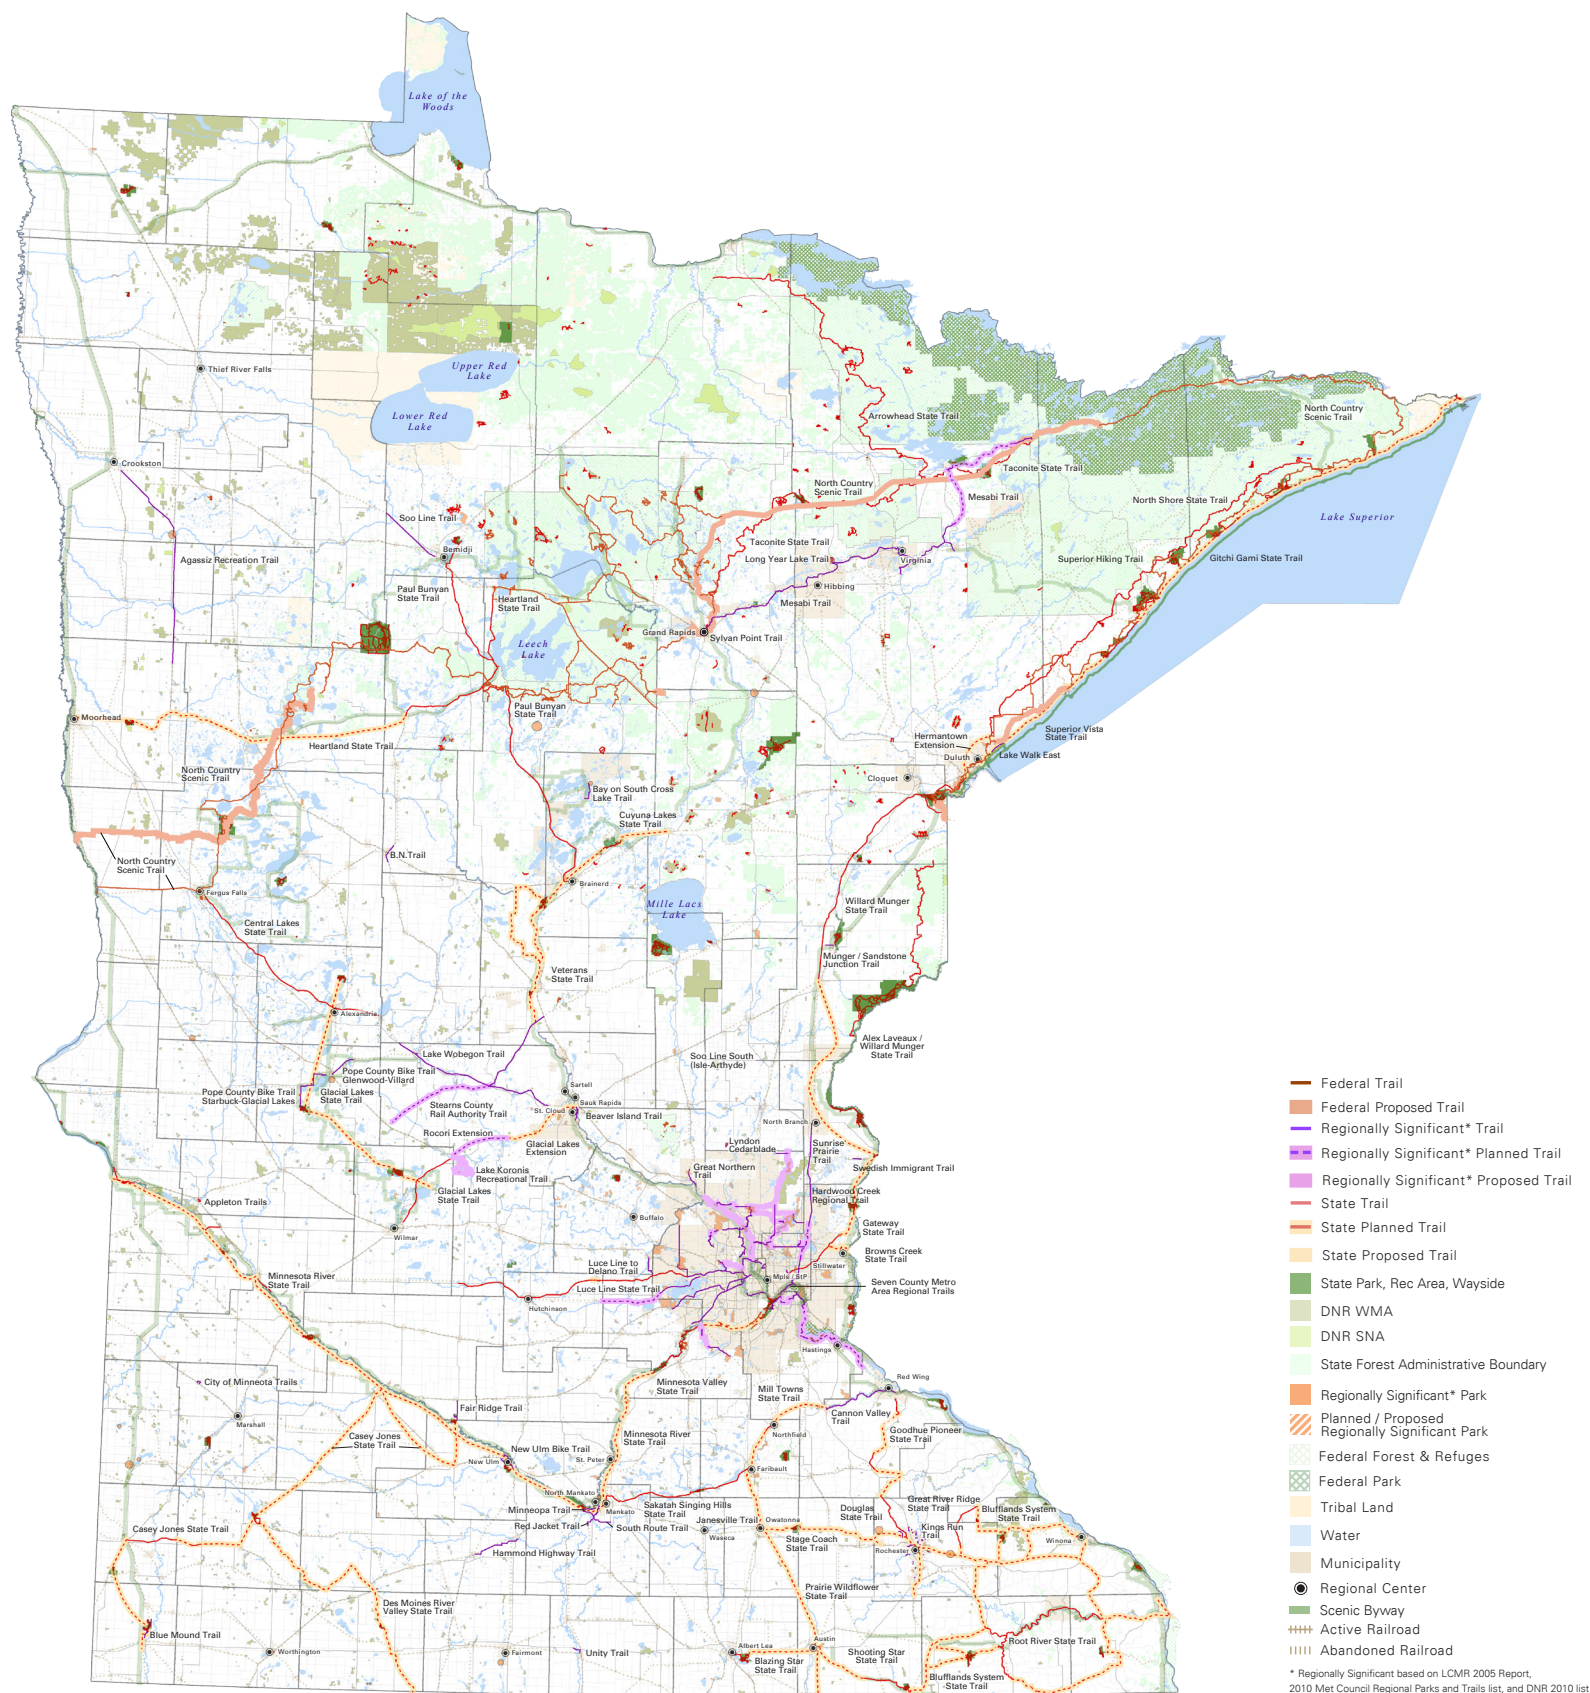 Lake of the
Woods
Upper Red
Lake
Thief River Falls
Lower Red
Lake
Arrowhead State Trail
North Country
Scenic Trail
Crookston
Taconite State Trail
North Country
Scenic Trail
Mesabi Trail
North Shore State Trail
Soo Line Trail
Lake Superior
Taconite State Trail
Bemidji
Long Year Lake Trail
Virginia
Superior Hiking Trail
Gitchi Gami State Trail
Agassiz Recreation Trail
Hibbing
Paul Bunyan
State Trail
Heartland
State Trail
Mesabi Trail
Grand Rapids
Sylvan Point Trail
Leech
Lake
Paul Bunyan
State Trail
Moorhead
Heartland State Trail
Superior Vista
State Trail
Hermantown
Extension
Lake Walk East
Duluth
North Country
Scenic Trail
Cloquet
Bay on South Cross
Lake Trail
Cuyuna Lakes
State Trail
B.N.Trail
North Country
Scenic Trail
Brainerd
Fergus Falls
Mille Lacs
Lake
Willard Munger
State Trail
Central Lakes
State Trail
Munger / Sandstone
Junction Trail
Veterans
State Trail
Alexandria
Alex Laveaux /
Willard Munger
State Trail
Lake Wobegon Trail
Soo Line South
(Isle-Arthyde)
Pope County Bike Trail
Glenwood-Villard
Pope County Bike Trail
Starbuck-Glacial Lakes
Glacial Lakes
State Trail
Sartell
Sauk Rapids
St. Cloud
Stearns County
Rail Authority Trail
Beaver Island Trail
North Branch
Rocori Extension
Glacial Lakes
Extension
Lyndon
Cedarblade
Sunrise
Prairie
Trail
Swedish Immigrant Trail
Great Northern
Trail
Lake Koronis
Recreational Trail
Glacial Lakes
State Trail
Hardwood Creek
Regional Trail
Appleton Trails
Buffalo
Wilmar
Gateway
State Trail
Browns Creek
State Trail
Stillwater
Luce Line to
Delano Trail
Mpls / StP
Minnesota River
State Trail
Luce Line State Trail
Seven County Metro
Area Regional Trails
Hutchinson
Hastings
City of Minneota Trails
Minnesota Valley
State Trail
Red Wing
Mill Towns
State Trail
Fair Ridge Trail
Cannon Valley
Trail
Marshall
Northfield
Goodhue Pioneer
State Trail
Casey Jones
State Trail
Minnesota River
State Trail
New Ulm Bike Trail
St. Peter
New Ulm
Faribault
North Mankato
Mankato
Minneopa Trail
Sakatah Singing Hills
State Trail
Great River Ridge
State Trail
Douglas
State Trail
Blufflands System
State Trail
Red Jacket Trail
South Route Trail
Janesville Trail
Owatonna
Waseca
Kings Run
Trail
Casey Jones State Trail
Stage Coach
State Trail
Winona
Hammond Highway Trail
Rochester
Prairie Wildflower
State Trail
Des Moines River
Valley State Trail
Blue Mound Trail
Austin
Root River State Trail
Worthington
Fairmont
Unity Trail
Albert Lea
Shooting Star
State Trail
Blazing Star
State Trail
Blufflands System
State Trail
Federal Trail
Federal Proposed Trail
Regionally Significant* Trail
Regionally Significant* Planned Trail
Regionally Significant* Proposed Trail
State Trail
State Planned Trail
State Proposed Trail
State Park, Rec Area, Wayside
DNR WMA
DNR SNA
State Forest Administrative Boundary
Regionally Significant* Park
Planned / Proposed
Regionally Significant Park
Federal Forest & Refuges
Federal Park
Tribal Land
Water
Municipality
Regional Center
Scenic Byway
Active Railroad
Abandoned Railroad
* Regionally Significant based on LCMR 2005 Report,
2010 Met Council Regional Parks and Trails list, and DNR 2010 list